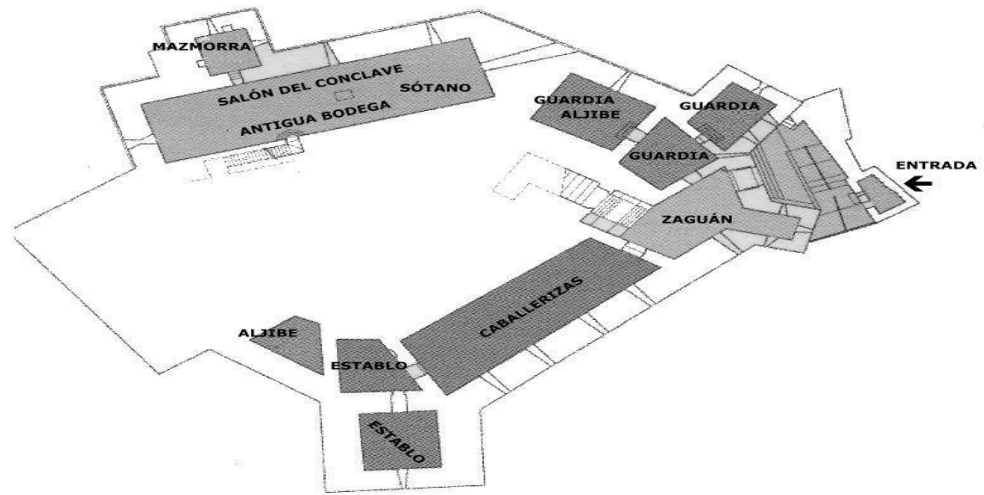 MAZMORRA
SALÓN DEL CONCLAVE
SÓTANO
ANTIGUA BODEGA
GUARDIA
ALJIBE
GUARDIA
GUARDIA
ENTRADA
ZAGUÁN
CABALLERIZAS
ALJIBE
ESTABLO
ESTABLO